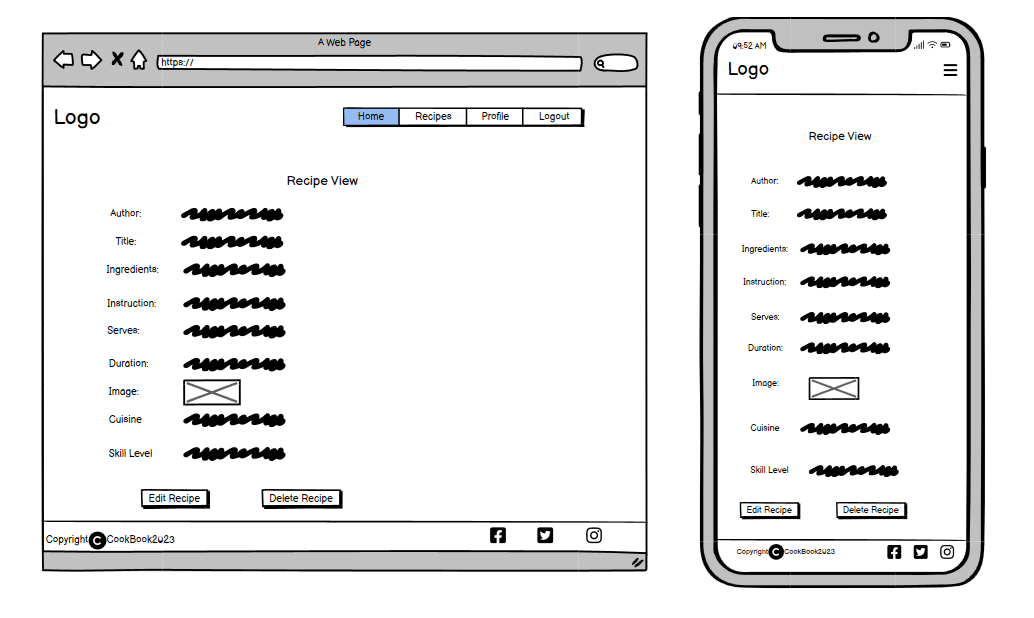 A Web Page
https://
Logo
Home Recipes Profile Logout
Recipe View
Author:
Title:
Ingredients:
Instruction:
Serves:
Duration:
Image:
Cuisine
Skill Level
Edit Recipe Delete Recipe
Copyright C CookBook2023
09:52 AM
Logo
Recipe View
Author:
Title:
Ingredients:
Instruction:
Serves:
Duration:
Image:
Cuisine
Skill Level
Edit Recipe Delete Recipe
Copyright C CookBook2023